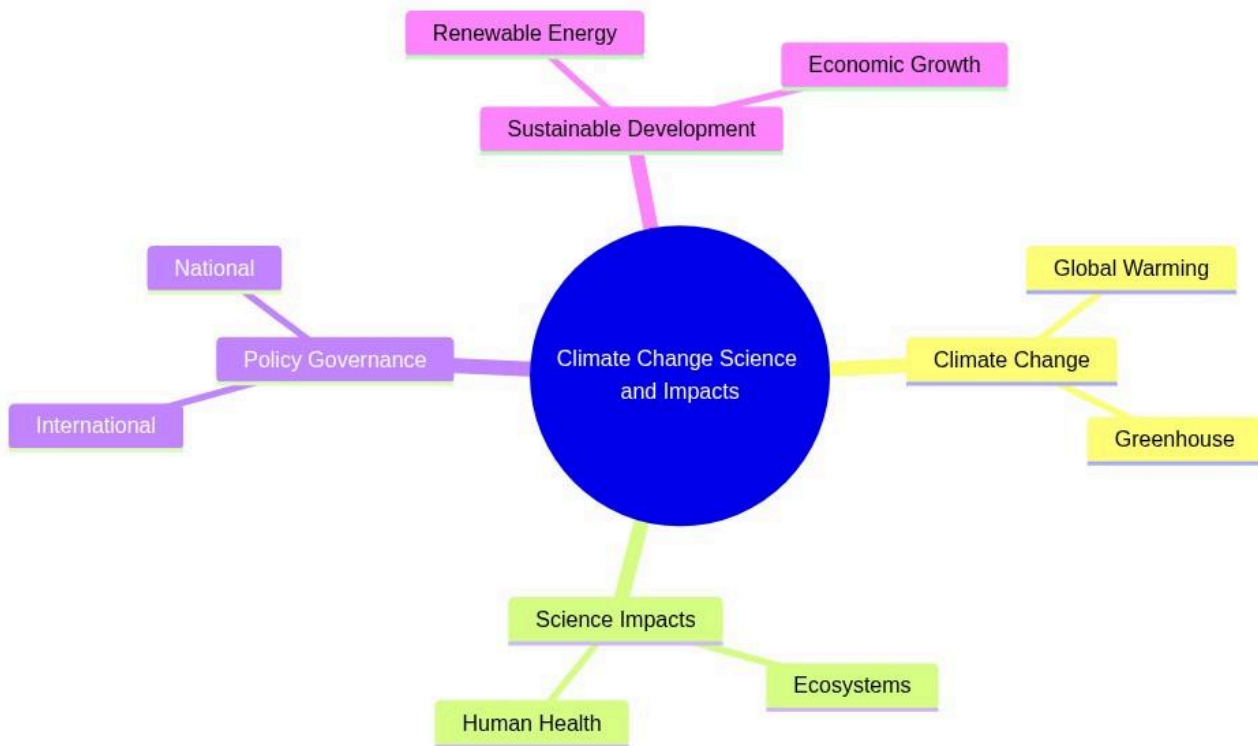 Renewable Energy
Economic Growth
Sustainable Development
National
Global Warming
Policy Governance
Climate Change Science
and Impacts
Climate Change
International
Greenhouse
Science Impacts
Ecosystems
Human Health